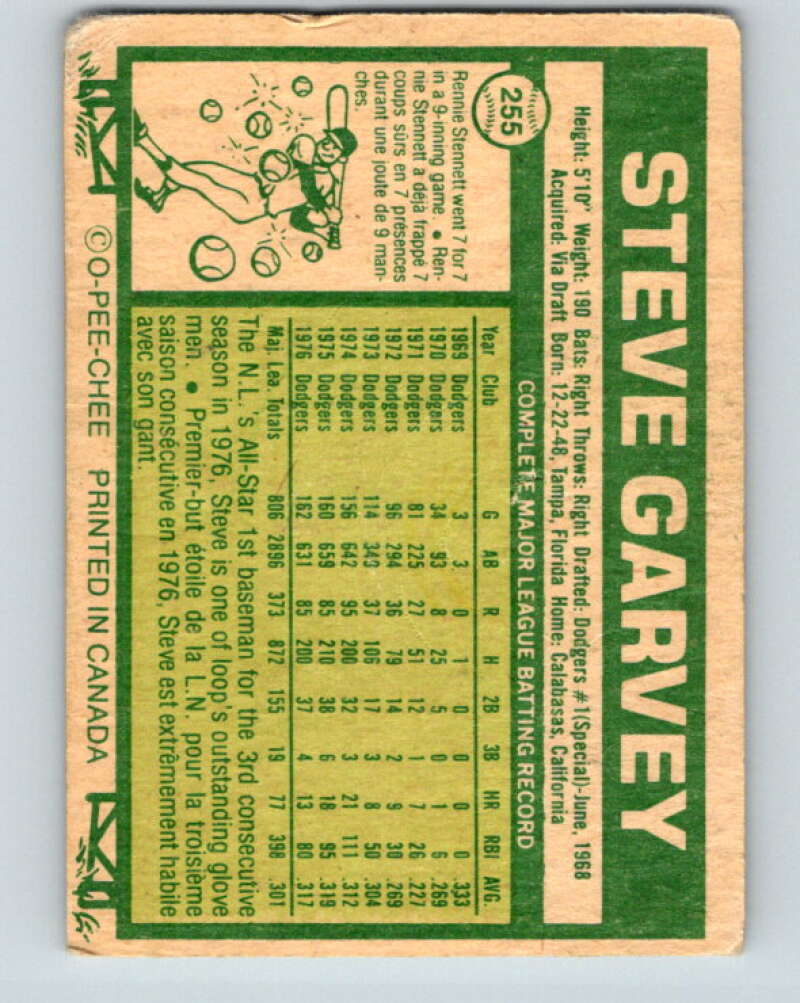 STEVE GARVEY
255
Height: 5'10" Weight: 190 Bats: Right Throws: Right Drafted: Dodgers #1(Special)-June, 1968
Acquired: Via Draft Born: 12-22-48, Tampa, Florida Home: Calabasas, California
COMPLETE MAJOR LEAGUE BATTING RECORD
Rennie Stennett went 7 for 7
in a 9-inning game. • Ren-
nie Stennett a déjà frappé 7
coups sûrs en 7 présences
durant une joute de 9 man-
ches.
Year Club G AB R H 2B 3B HR RBI AVG.
1969 Dodgers 3 3 0 1 0 0 0 0 .333
1970 Dodgers 34 93 8 25 5 0 1 6 .269
1971 Dodgers 81 225 27 51 12 1 7 26 .227
1972 Dodgers 96 294 36 79 14 2 9 30 .269
1973 Dodgers 114 349 37 106 17 3 8 50 .304
1974 Dodgers 156 642 95 200 32 3 21 111 .312
1975 Dodgers 160 659 85 210 38 6 18 95 .319
1976 Dodgers 162 631 85 200 37 4 13 80 .317
Maj. Lea. Totals 806 2896 373 872 155 19 77 398 .301
The N.L.'s All-Star 1st baseman for the 3rd consecutive
season in 1976, Steve is one of loop's outstanding glove
men. • Premier-but étoile de la L.N. pour la troisième
saison consécutive en 1976, Steve est extrêmement habile
avec son gant.
©O-PEE-CHEE PRINTED IN CANADA